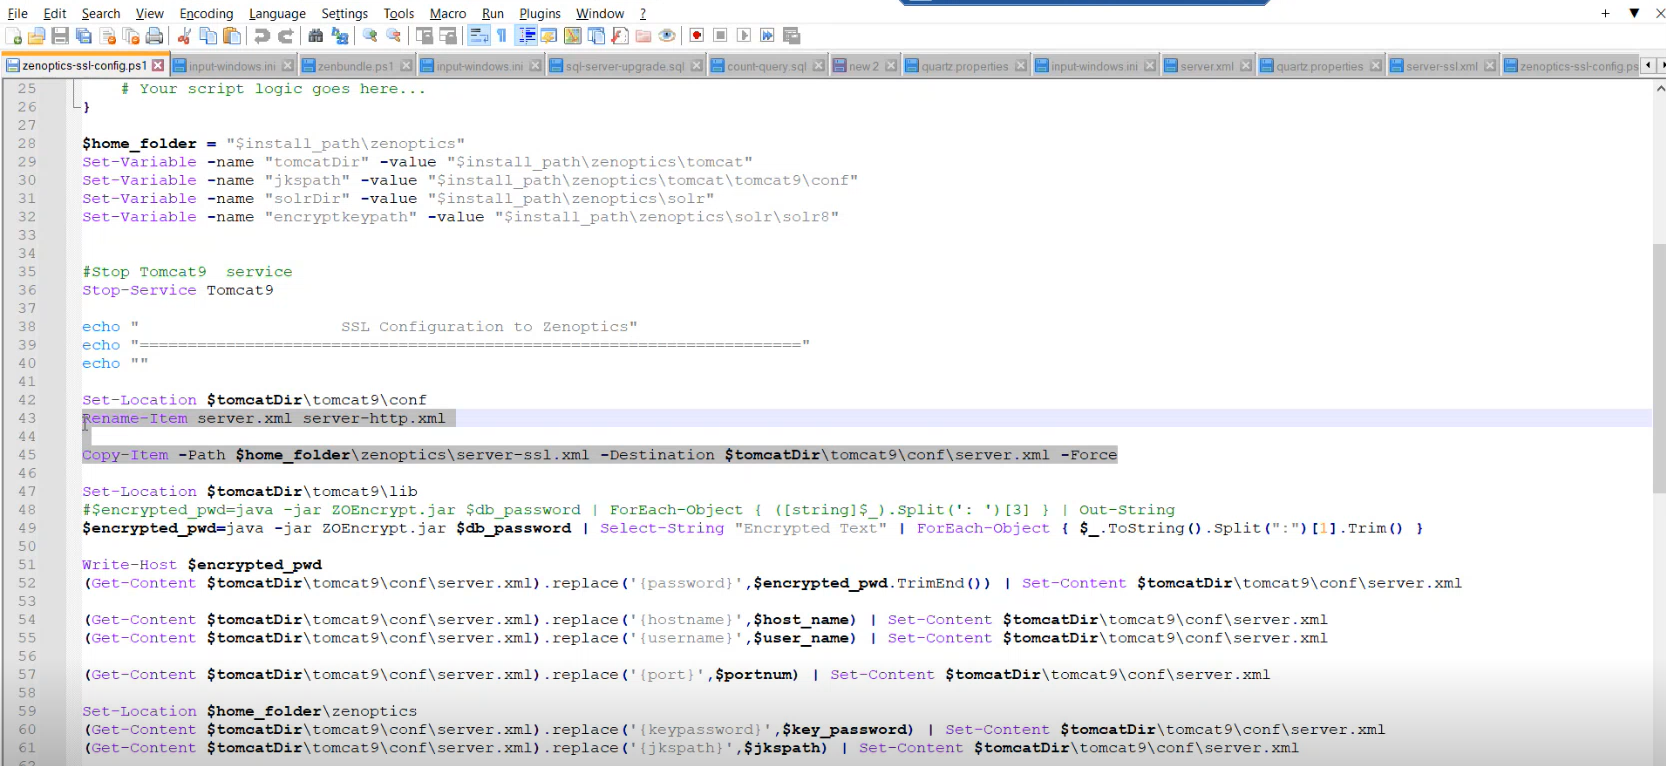 File Edit Search View Encoding Language Settings Tools Macro Run Plugins Window ?
zenoptics-ssl-config.ps1 input-windows.ini zenbundle.ps1 input-windows.ini sql-server-upgrade.sql count-query.sql new 2 quartz.properties input-windows.ini server.xml quartz.properties server-ssl.xml zenoptics-ssl-config.ps
25 # Your script logic goes here...
26 }
27
28 $home_folder = "$install_path\zenoptics"
29 Set-Variable -name "tomcatDir" -value "$install_path\zenoptics\tomcat"
30 Set-Variable -name "jkspath" -value "$install_path\zenoptics\tomcat\tomcat9\conf"
31 Set-Variable -name "solrDir" -value "$install_path\zenoptics\solr"
32 Set-Variable -name "encryptkeypath" -value "$install_path\zenoptics\solr\solr8"
33
34
35 #Stop Tomcat9  service
36 Stop-Service Tomcat9
37
38 echo "                     SSL Configuration to Zenoptics"
39 echo "====================================================================="
40 echo ""
41
42 Set-Location $tomcatDir\tomcat9\conf
43 Rename-Item server.xml server-http.xml
44
45 Copy-Item -Path $home_folder\zenoptics\server-ssl.xml -Destination $tomcatDir\tomcat9\conf\server.xml -Force
46
47 Set-Location $tomcatDir\tomcat9\lib
48 #$encrypted_pwd=java -jar ZOEncrypt.jar $db_password | ForEach-Object { ([string]$_).Split(': ')[3] } | Out-String
49 $encrypted_pwd=java -jar ZOEncrypt.jar $db_password | Select-String "Encrypted Text" | ForEach-Object { $_.ToString().Split(":")[1].Trim() }
50
51 Write-Host $encrypted_pwd
52 (Get-Content $tomcatDir\tomcat9\conf\server.xml).replace('{password}',$encrypted_pwd.TrimEnd()) | Set-Content $tomcatDir\tomcat9\conf\server.xml
53
54 (Get-Content $tomcatDir\tomcat9\conf\server.xml).replace('{hostname}',$host_name) | Set-Content $tomcatDir\tomcat9\conf\server.xml
55 (Get-Content $tomcatDir\tomcat9\conf\server.xml).replace('{username}',$user_name) | Set-Content $tomcatDir\tomcat9\conf\server.xml
56
57 (Get-Content $tomcatDir\tomcat9\conf\server.xml).replace('{port}',$portnum) | Set-Content $tomcatDir\tomcat9\conf\server.xml
58
59 Set-Location $home_folder\zenoptics
60 (Get-Content $tomcatDir\tomcat9\conf\server.xml).replace('{keypassword}',$key_password) | Set-Content $tomcatDir\tomcat9\conf\server.xml
61 (Get-Content $tomcatDir\tomcat9\conf\server.xml).replace('{jkspath}',$jkspath) | Set-Content $tomcatDir\tomcat9\conf\server.xml
62